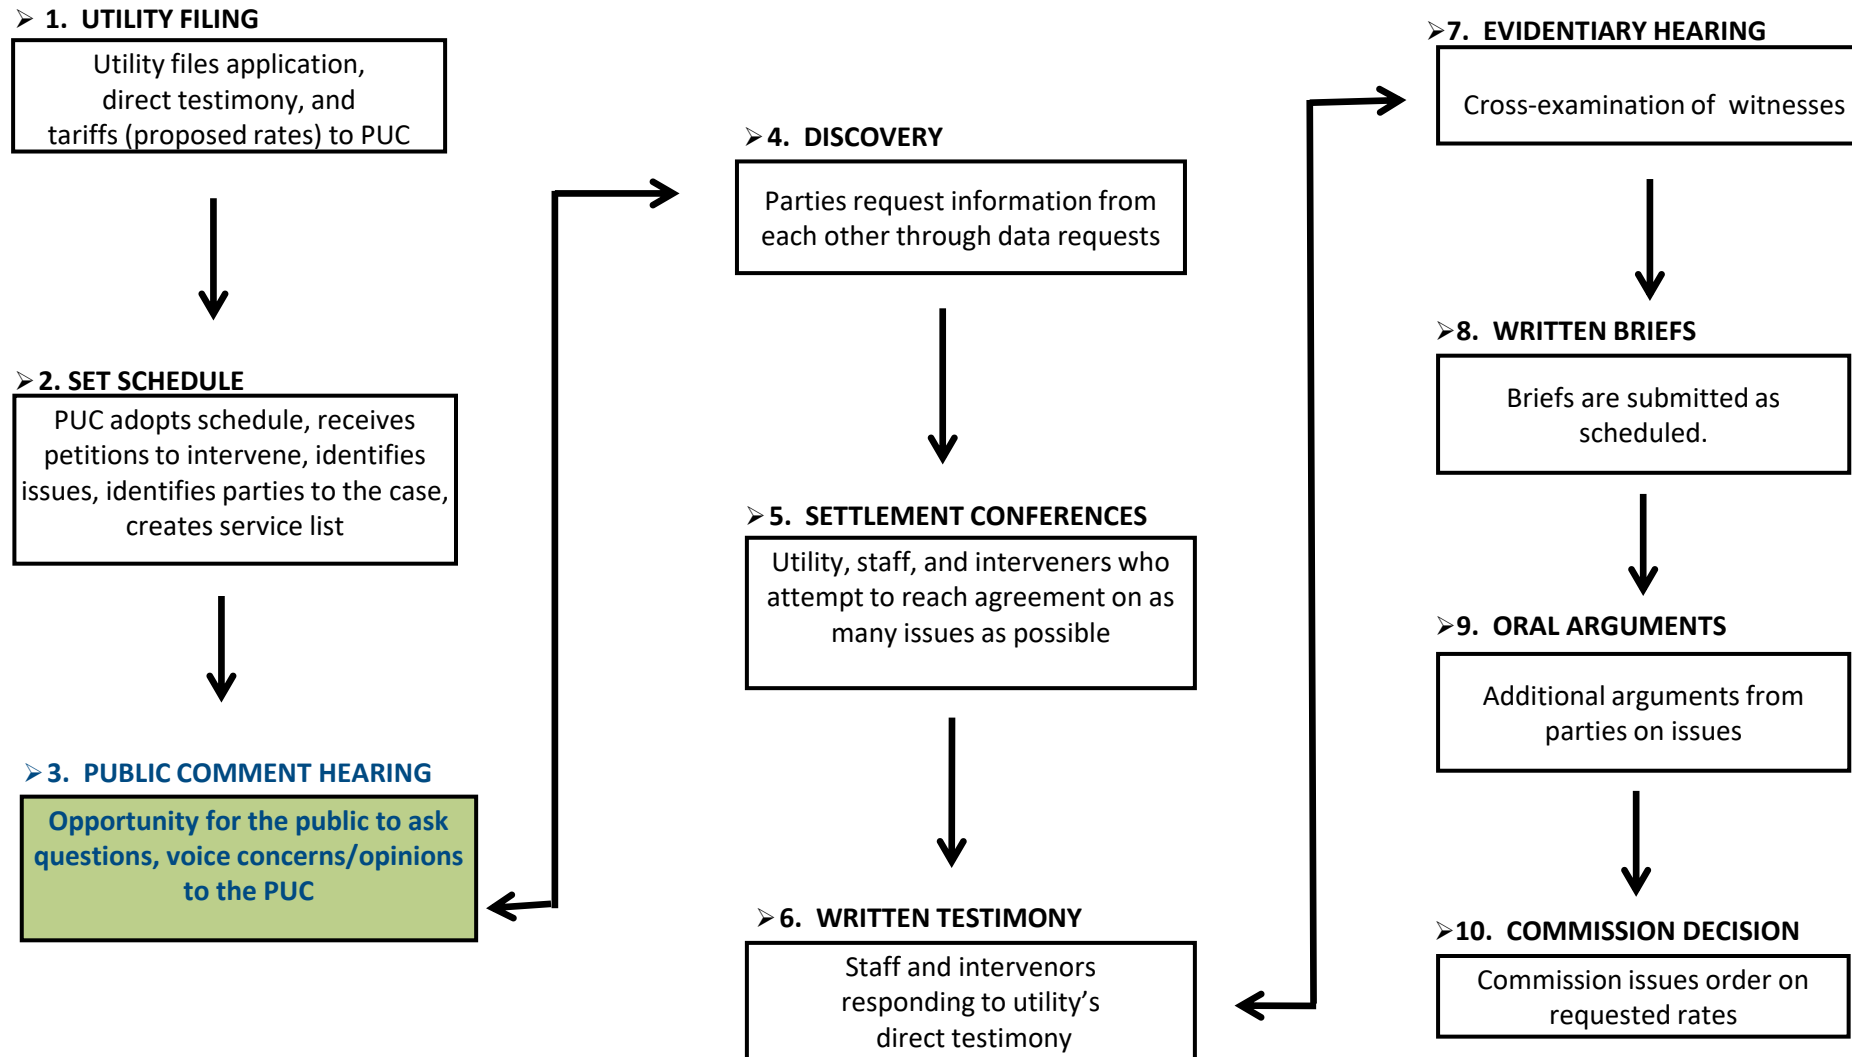 ➢ 1. UTILITY FILING
Utility files application,
direct testimony, and
tariffs (proposed rates) to PUC
➢ 2. SET SCHEDULE
PUC adopts schedule, receives
petitions to intervene, identifies
issues, identifies parties to the case,
creates service list
➢ 3. PUBLIC COMMENT HEARING
Opportunity for the public to ask
questions, voice concerns/opinions
to the PUC
➢ 4. DISCOVERY
Parties request information from
each other through data requests
➢ 5. SETTLEMENT CONFERENCES
Utility, staff, and interveners who
attempt to reach agreement on as
many issues as possible
➢ 6. WRITTEN TESTIMONY
Staff and intervenors
responding to utility’s
direct testimony
➢7. EVIDENTIARY HEARING
Cross-examination of witnesses
➢8. WRITTEN BRIEFS
Briefs are submitted as
scheduled.
➢9. ORAL ARGUMENTS
Additional arguments from
parties on issues
➢10. COMMISSION DECISION
Commission issues order on
requested rates